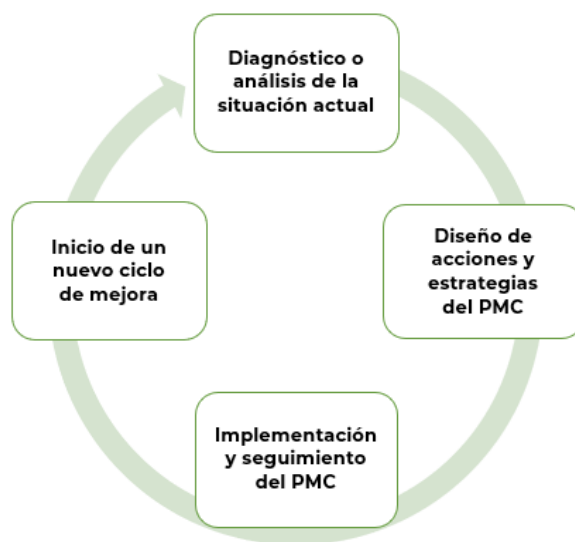 Diagnóstico o
análisis de la
situación actual
Diseño de
acciones y
estrategias
del PMC
Implementación
y seguimiento
del PMC
Inicio de un
nuevo ciclo
de mejora